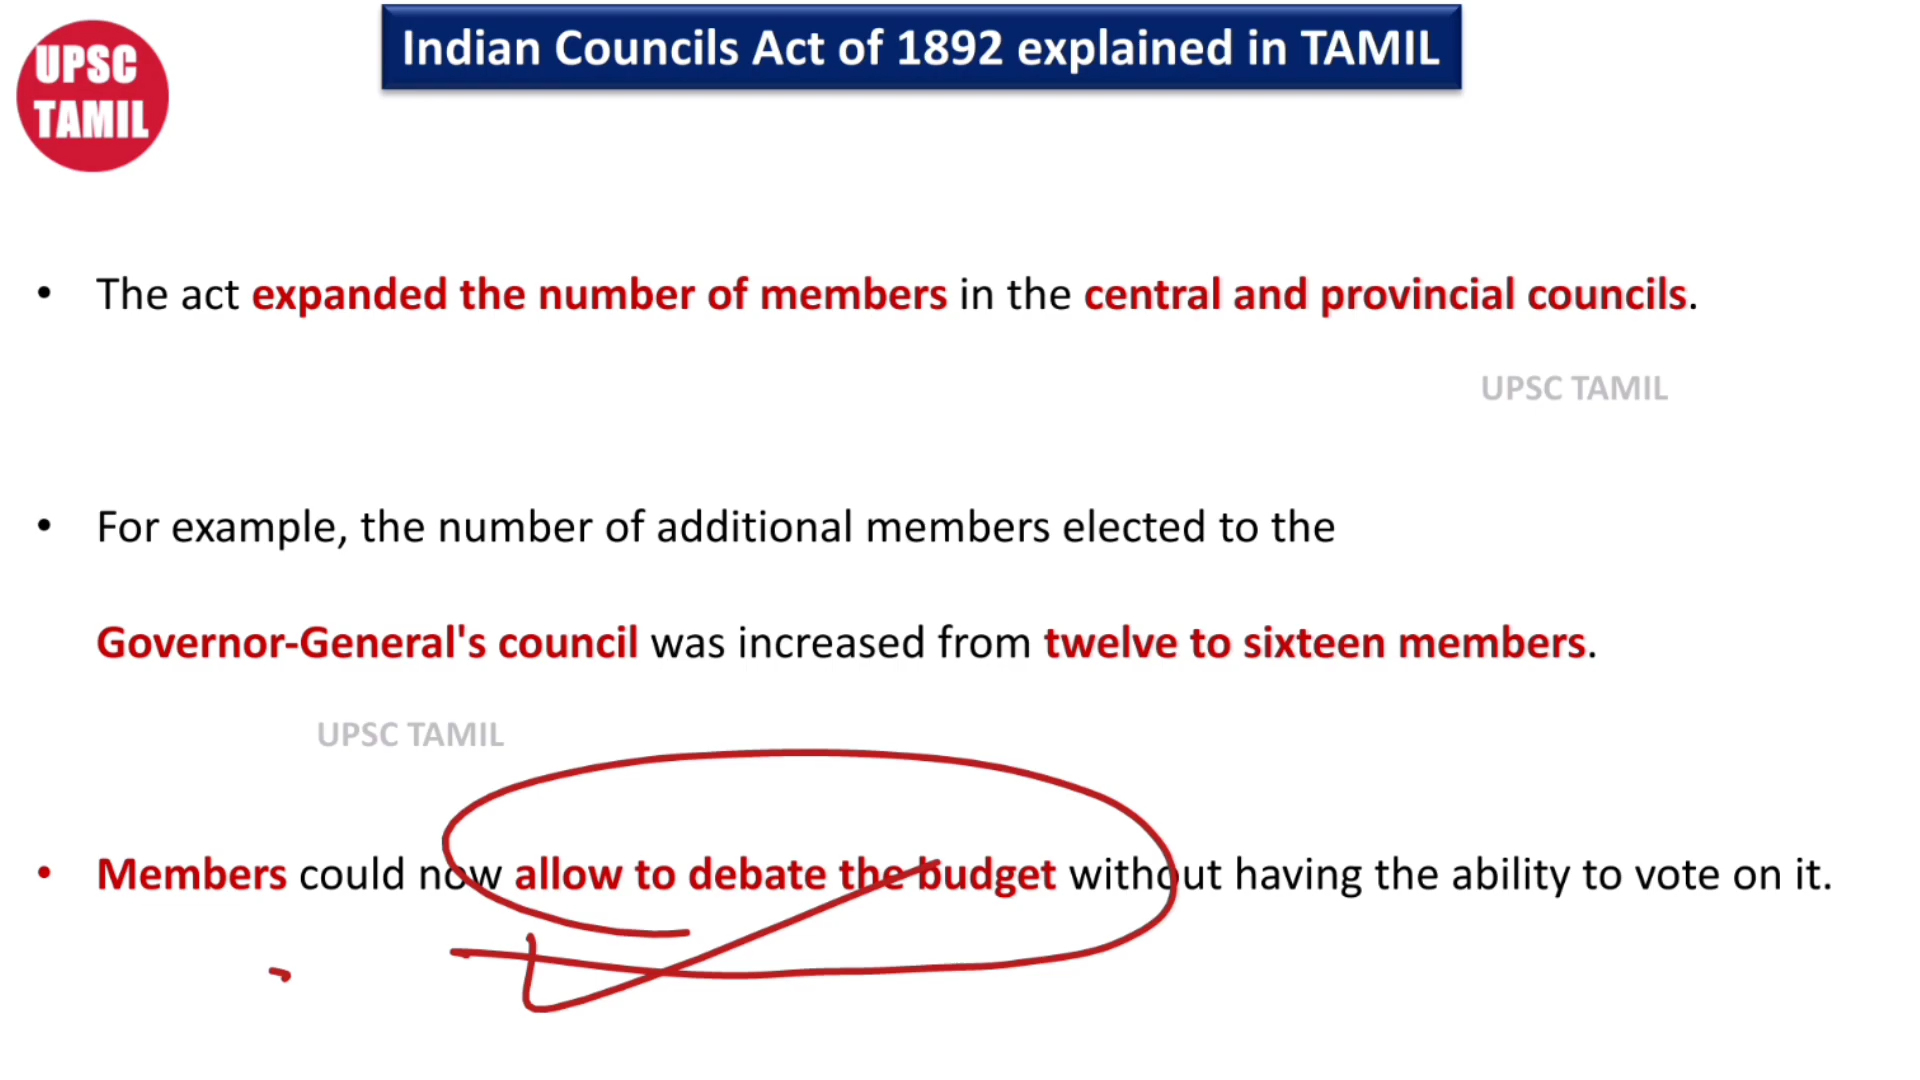 UPSC
TAMIL
Indian Councils Act of 1892 explained in TAMIL
• The act expanded the number of members in the central and provincial councils.
UPSC TAMIL
• For example, the number of additional members elected to the
Governor-General's council was increased from twelve to sixteen members.
UPSC TAMIL
• Members could now allow to debate the budget without having the ability to vote on it.